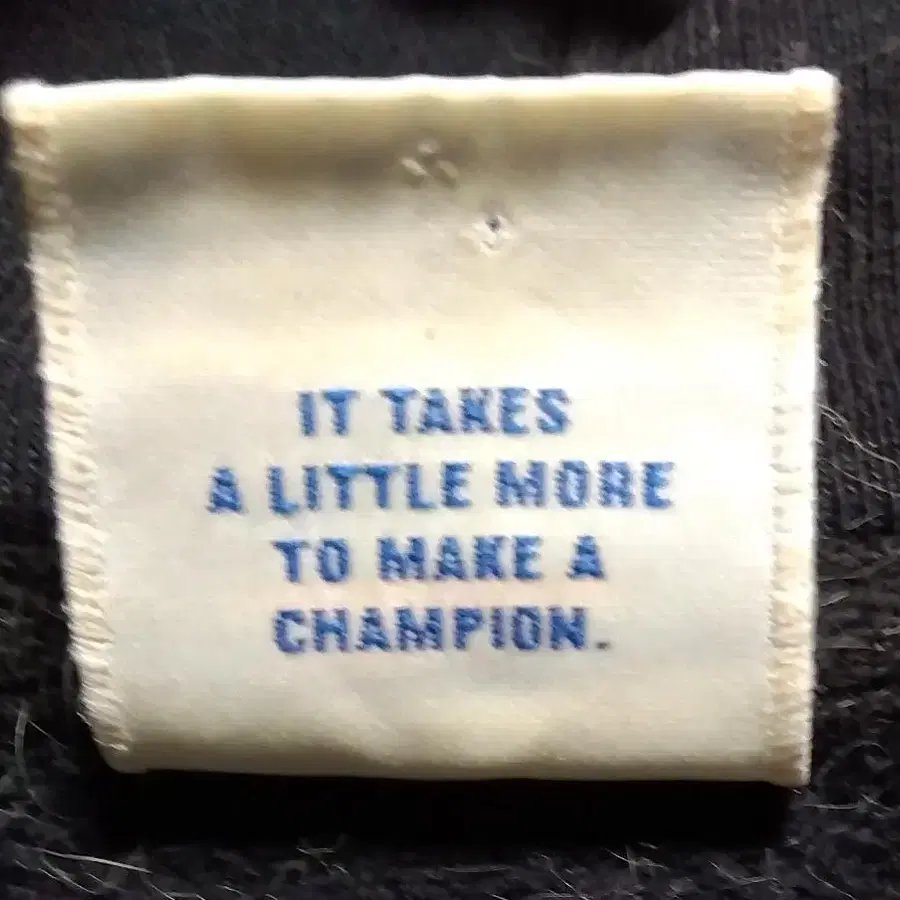 IT TAKES
A LITTLE MORE
TO MAKE A
CHAMPION.